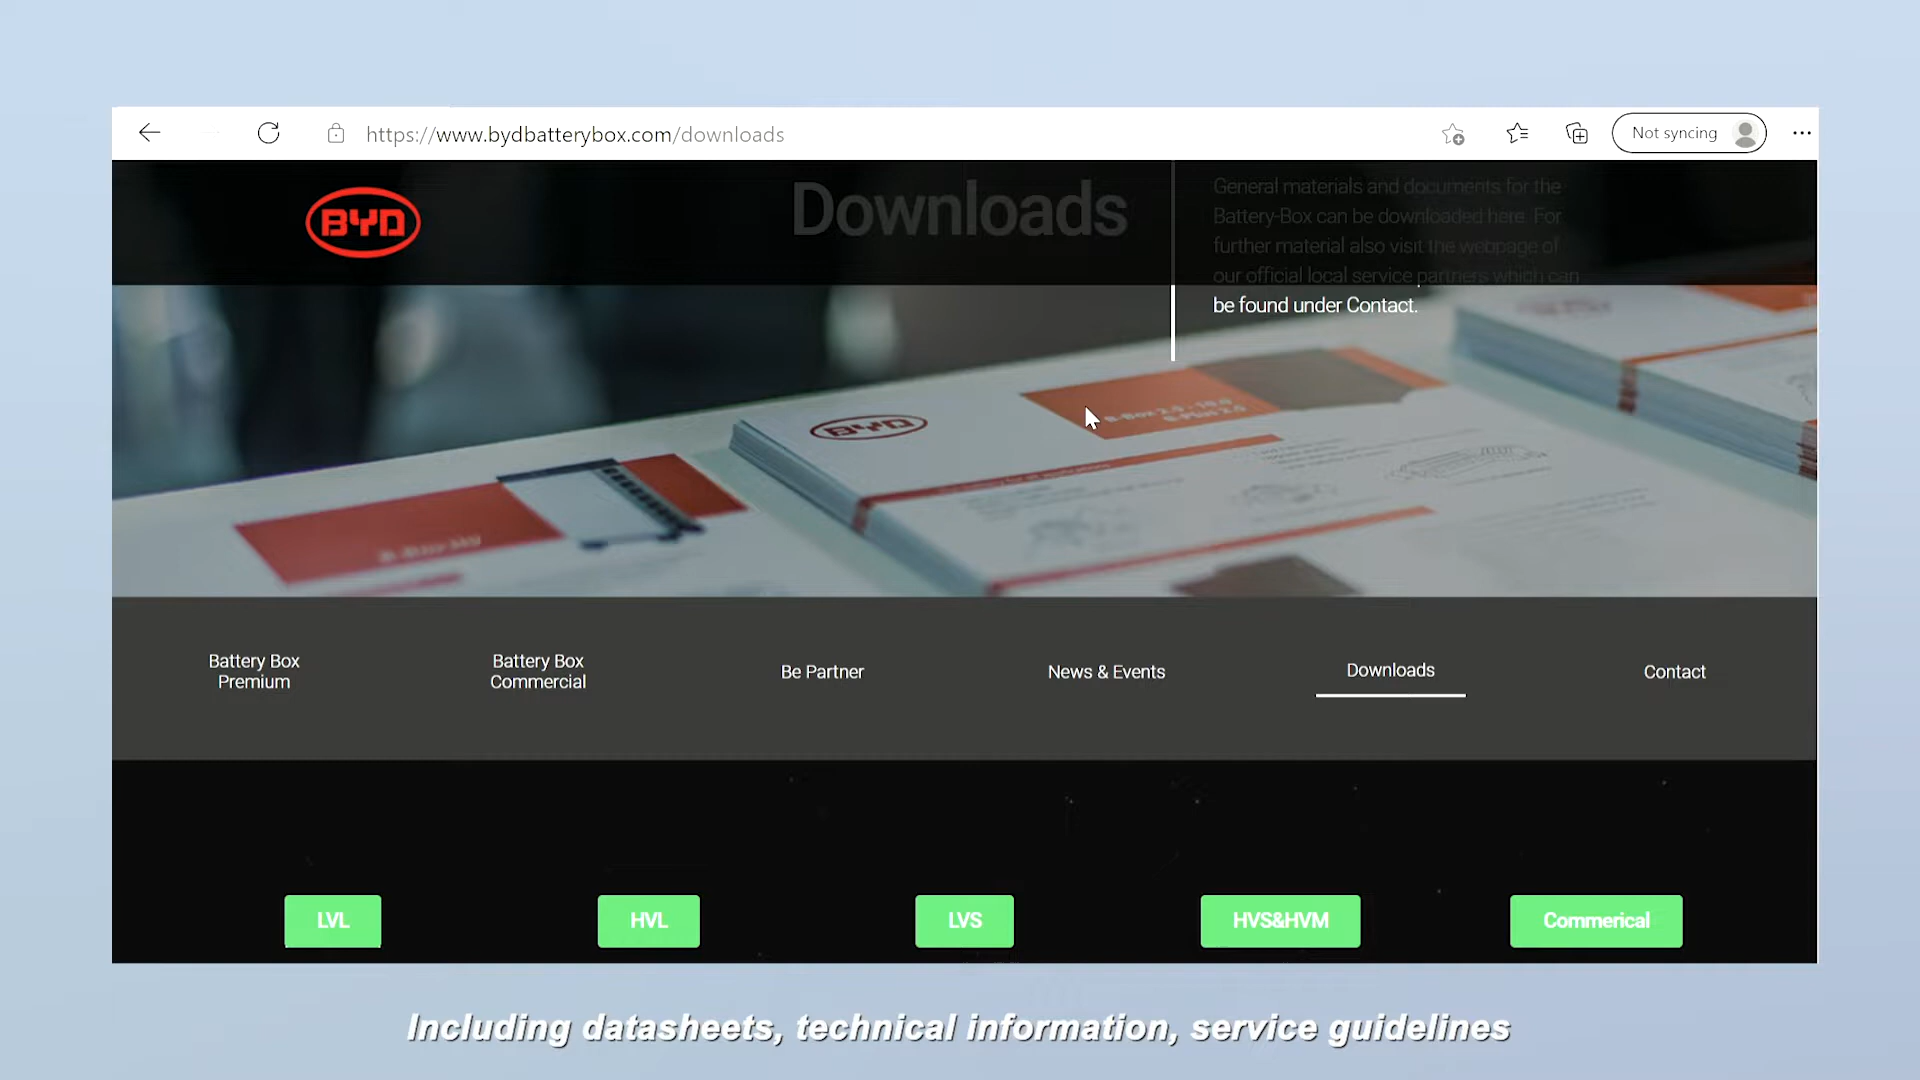 https://www.bydbatterybox.com/downloads
Not syncing
BYD
Downloads
General materials and documents for the
Battery-Box can be downloaded here. For
further material also visit the webpage of
our official local service partners which can
be found under Contact.
BYD
Battery Box
Premium
Battery Box
Commercial
Be Partner
News & Events
Downloads
Contact
LVL
HVL
LVS
HVS&HVM
Commerical
Including datasheets, technical information, service guidelines